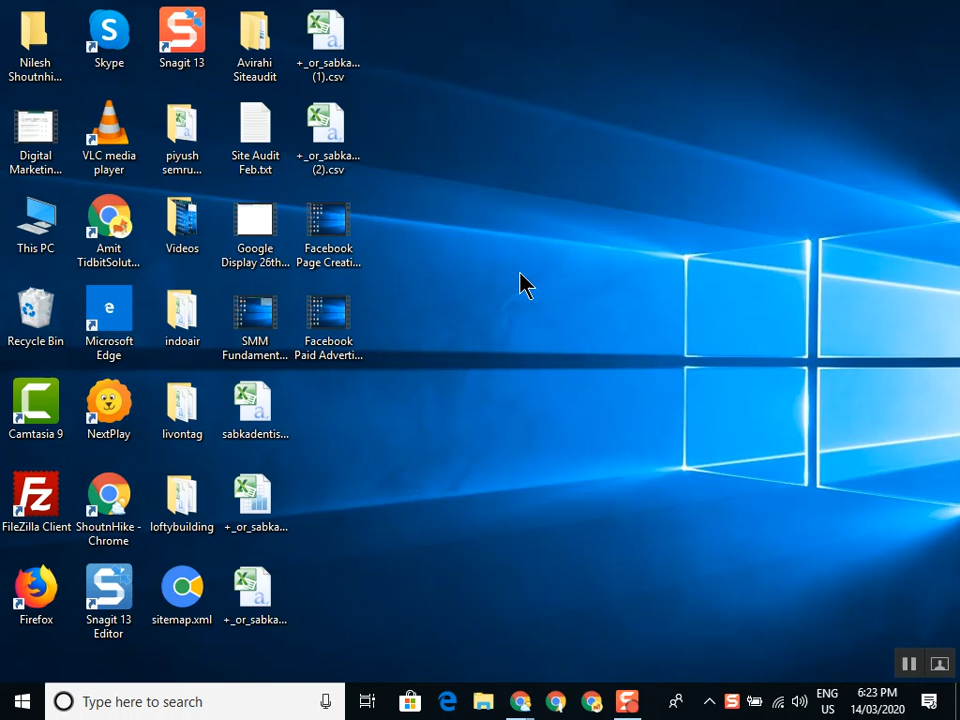 Nilesh
Shoutnhi...
Skype
Snagit 13
Avirahi
Siteaudit
+_or_sabka...
(1).csv
Digital
Marketin...
VLC media
player
piyush
semru...
Site Audit
Feb.txt
+_or_sabka...
(2).csv
This PC
Amit
TidbitSolut...
Videos
Google
Display 26th...
Facebook
Page Creati...
Recycle Bin
Microsoft
Edge
indoair
SMM
Fundament...
Facebook
Paid Adverti...
Camtasia 9
NextPlay
livontag
sabkadentis...
FileZilla Client
ShoutnHike -
Chrome
loftybuilding
+_or_sabka...
Firefox
Snagit 13
Editor
sitemap.xml
+_or_sabka...
Type here to search
ENG
US
6:23 PM
14/03/2020